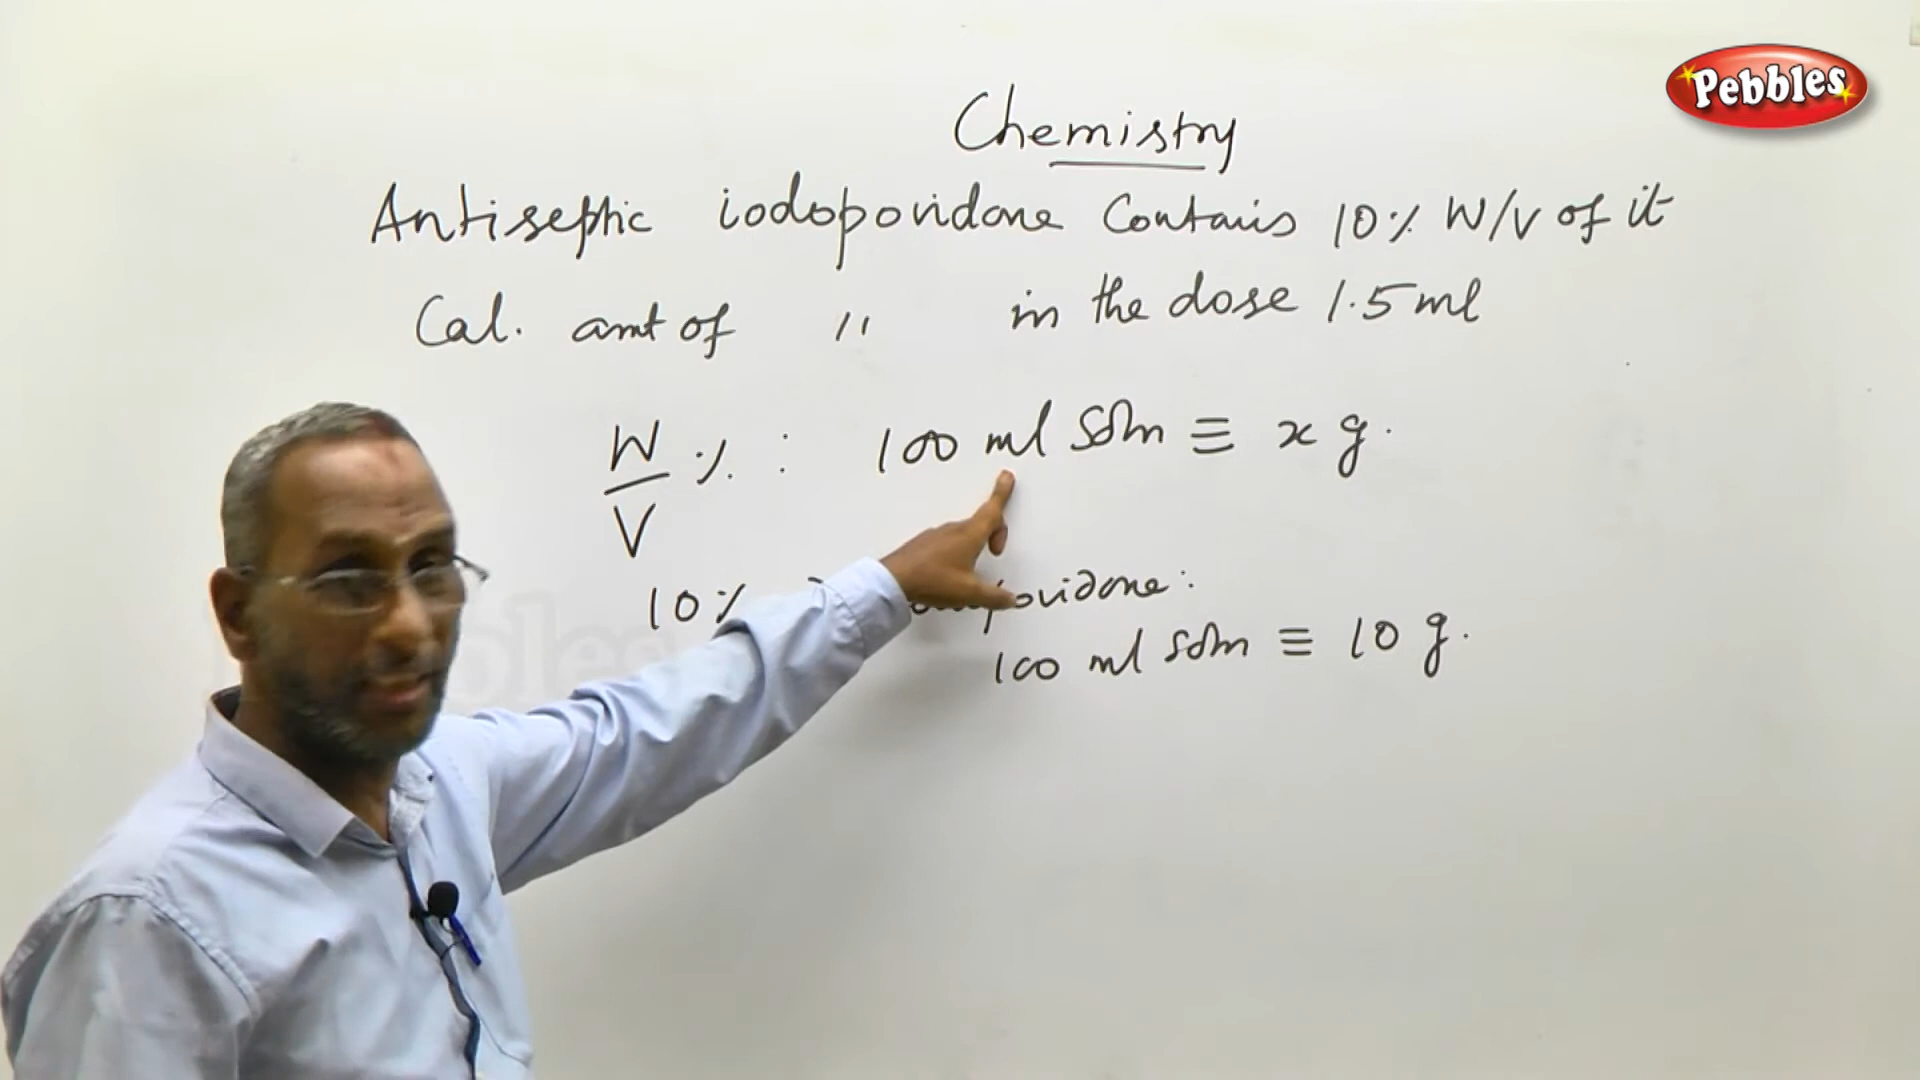 Pebbles
Chemistry
Antiseptic iodopovidone Contains 10% W/V of it
Cal. amt of " in the dose 1.5 ml
W/V % : 100 ml soln ≡ x g.
10% povidone:
100 ml soln ≡ 10 g.